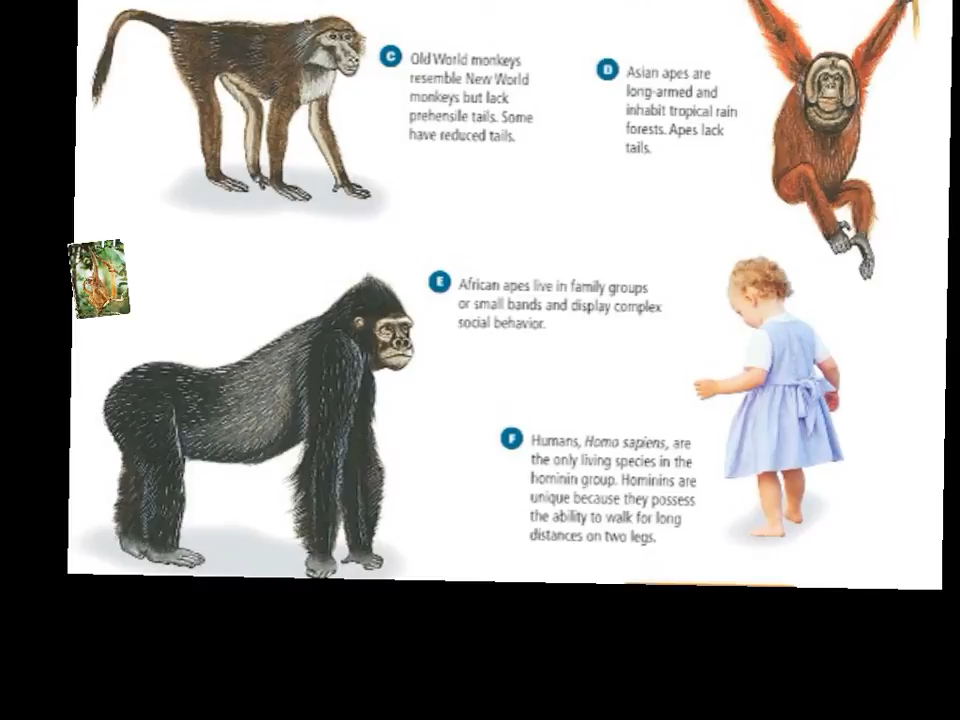 C
Old World monkeys
resemble New World
monkeys but lack
prehensile tails. Some
have reduced tails.
D
Asian apes are
long-armed and
inhabit tropical rain
forests. Apes lack
tails.
E
African apes live in family groups
or small bands and display complex
social behavior.
F
Humans, Homo sapiens, are
the only living species in the
hominin group. Hominins are
unique because they possess
the ability to walk for long
distances on two legs.